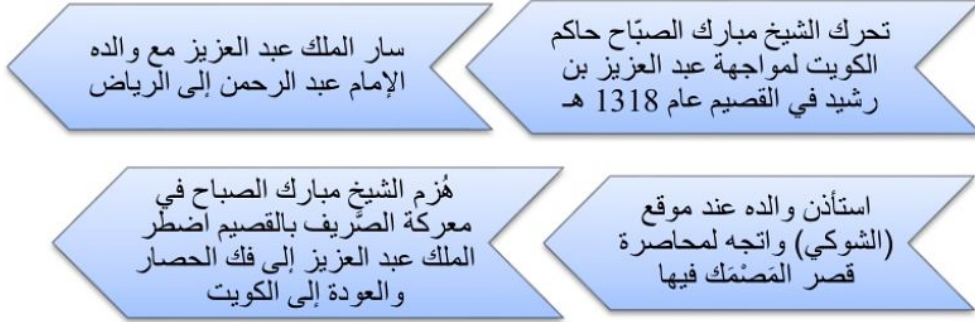 تحرك الشيخ مبارك الصبّاح حاكم
الكويت لمواجهة عبد العزيز بن
رشيد في القصيم عام 1318 هـ
سار الملك عبد العزيز مع والده
الإمام عبد الرحمن إلى الرياض
استأذن والده عند موقع
(الشوكي) واتجه لمحاصرة
قصر المَصْمَك فيها
هُزم الشيخ مبارك الصباح في
معركة الصَّريف بالقصيم اضطر
الملك عبد العزيز إلى فك الحصار
والعودة إلى الكويت